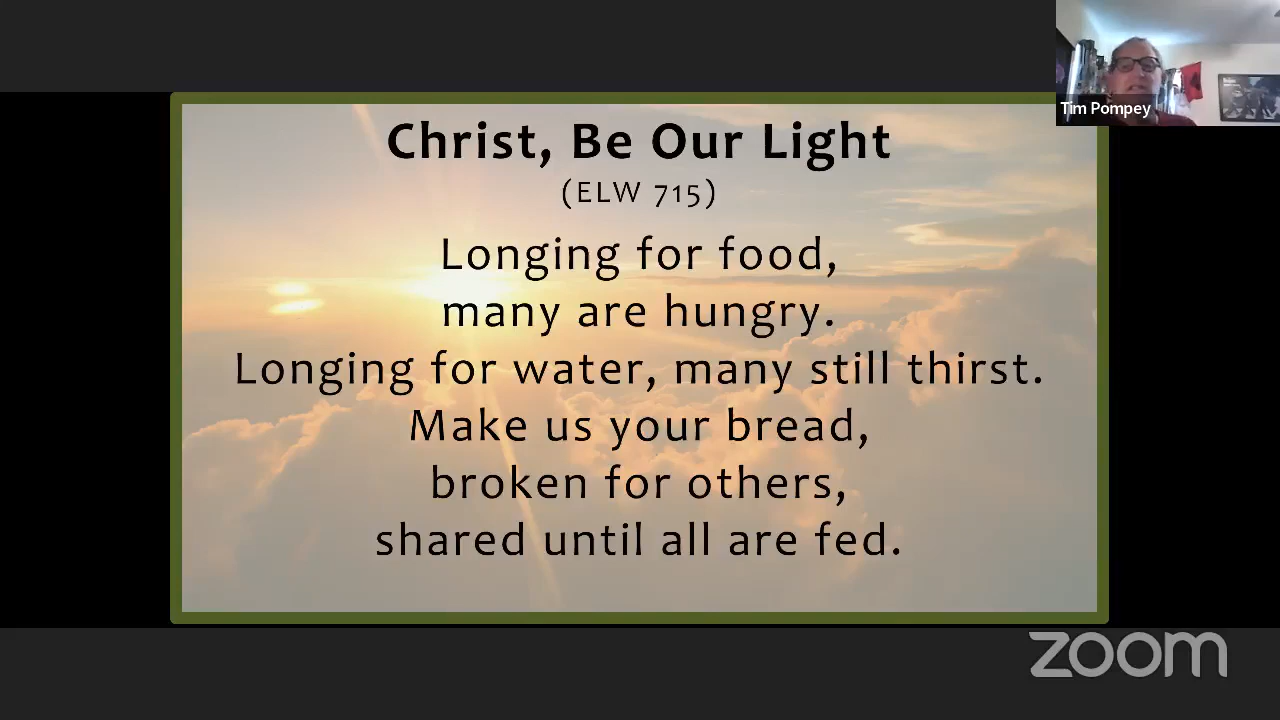 Christ, Be Our Light
(ELW 715)
Longing for food,
many are hungry.
Longing for water, many still thirst.
Make us your bread,
broken for others,
shared until all are fed.
Tim Pompey
zoom